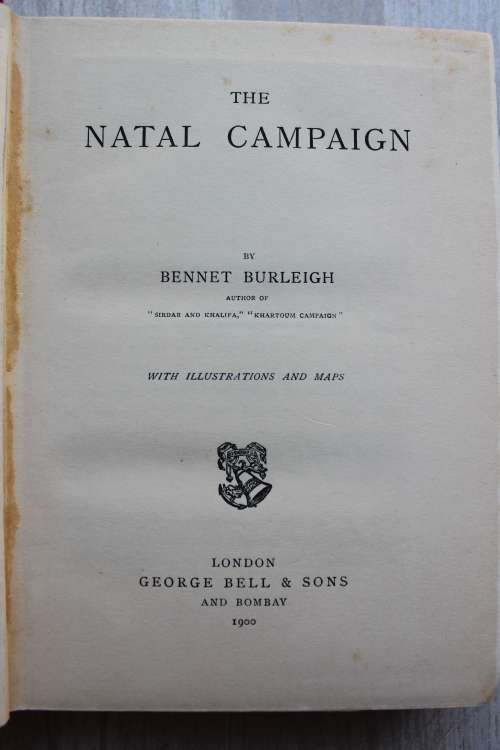 THE
NATAL CAMPAIGN
BY
BENNET BURLEIGH
AUTHOR OF
"SIRDAR AND KHALIFA," "KHARTOUM CAMPAIGN"
WITH ILLUSTRATIONS AND MAPS
LONDON
GEORGE BELL & SONS
AND BOMBAY
1900